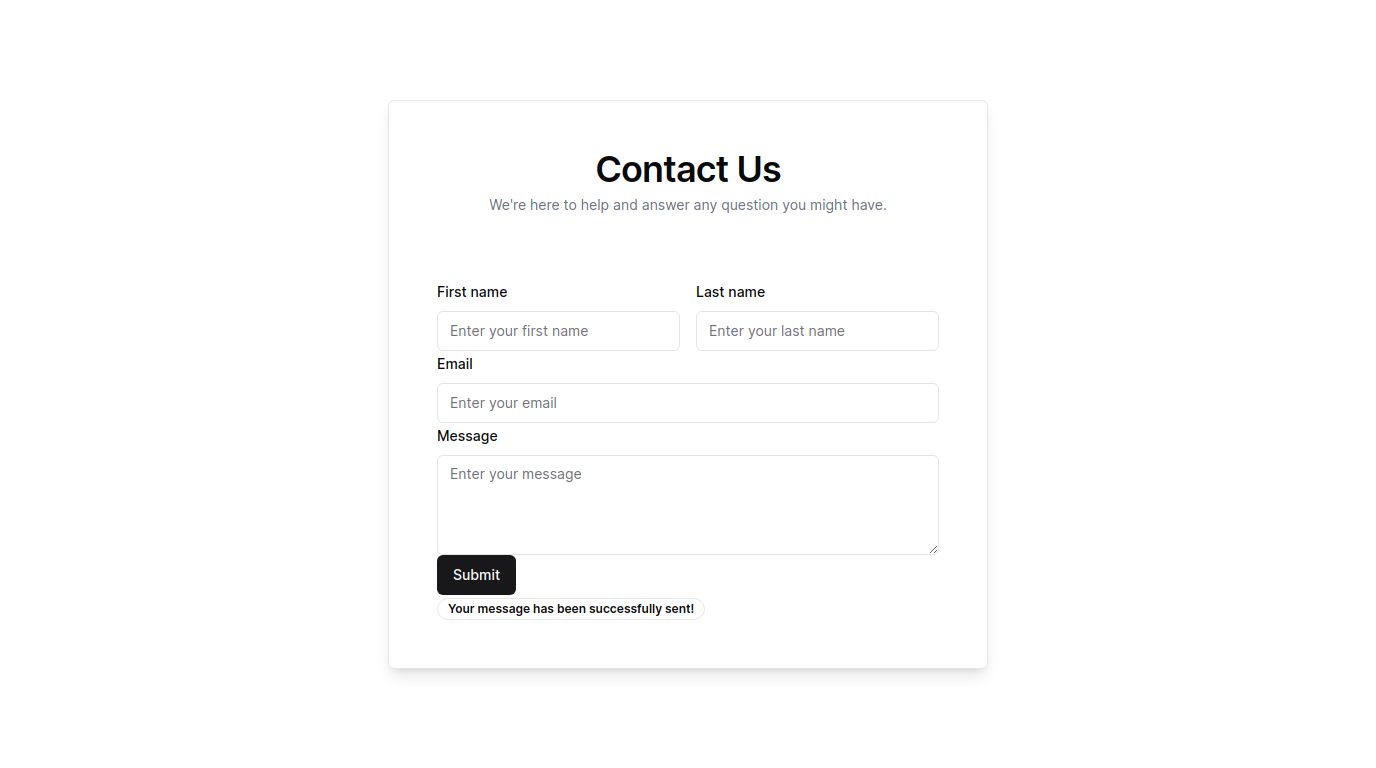 Contact Us
We're here to help and answer any question you might have.
First name
Last name
Enter your first name
Enter your last name
Email
Enter your email
Message
Enter your message
Submit
Your message has been successfully sent!